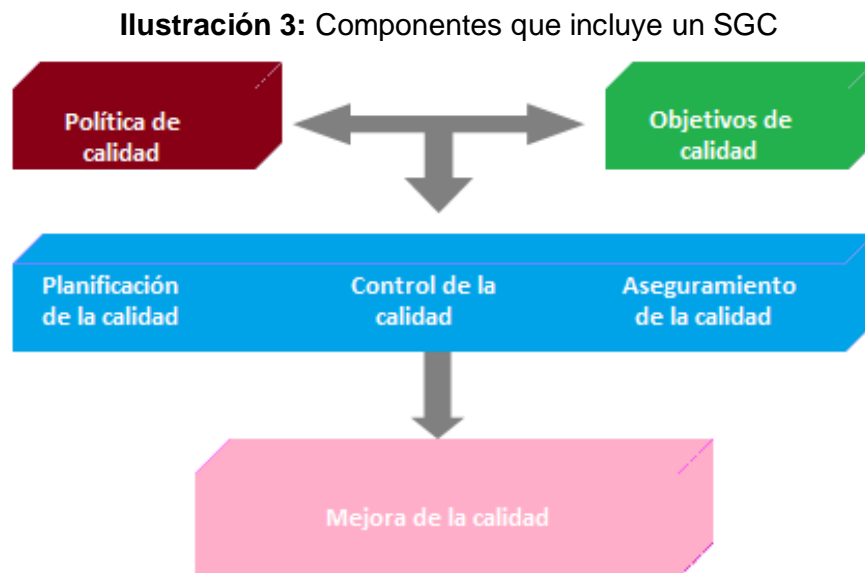 Ilustración 3: Componentes que incluye un SGC
Política de
calidad
Objetivos de
calidad
Planificación
de la calidad
Control de la
calidad
Aseguramiento
de la calidad
Mejora de la calidad